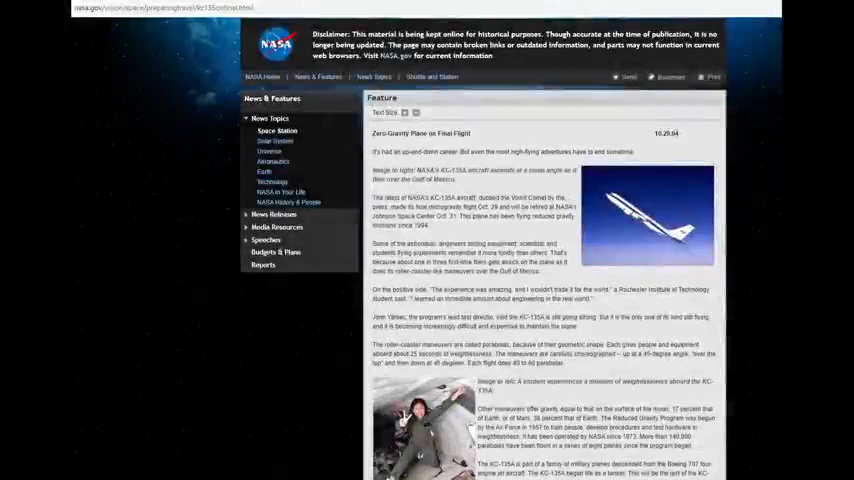 nasa.gov/vision/space/preparingtravel/kc135onfinal.html
NASA
Disclaimer: This material is being kept online for historical purposes. Though accurate at the time of publication, it is no
longer being updated. The page may contain broken links or outdated information, and parts may not function in current
web browsers. Visit NASA.gov for current information
NASA Home | News & Features | News Topics | Shuttle and Station
Send Bookmark Print
News & Features
News Topics
Space Station
Solar System
Universe
Aeronautics
Earth
Technology
NASA in Your Life
NASA History & People
News Releases
Media Resources
Speeches
Budgets & Plans
Reports
Feature
Text Size
Zero-Gravity Plane on Final Flight 10.29.04
It's had an up-and-down career. But even the most high-flying adventures have to end sometime.
Image to right: NASA's KC-135A aircraft ascends at a steep angle as it
flies over the Gulf of Mexico.
The latest of NASA's KC-135A aircraft, dubbed the Vomit Comet by the
press, made its final microgravity flight Oct. 29 and will be retired at NASA's
Johnson Space Center Oct. 31. This plane has been flying reduced gravity
missions since 1994.
Some of the astronauts, engineers testing equipment, scientists and
students flying experiments remember it more fondly than others. That's
because about one in three first-time fliers gets airsick on the plane as it
does its roller-coaster-like maneuvers over the Gulf of Mexico.
On the positive side, "The experience was amazing, and I wouldn't trade it for the world," a Rochester Institute of Technology
student said. "I learned an incredible amount about engineering in the real world."
John Yaniec, the program's lead test director, said the KC-135A is still going strong. But it is the only one of its kind still flying,
and it is becoming increasingly difficult and expensive to maintain the plane.
The roller-coaster maneuvers are called parabolas, because of their geometric shape. Each gives people and equipment
aboard about 25 seconds of weightlessness. The maneuvers are carefully choreographed -- up at a 45-degree angle, "over the
top" and then down at 45 degrees. Each flight does 40 to 60 parabolas.
Image to left: A student experiences a moment of weightlessness aboard the KC-
135A.
Other maneuvers offer gravity equal to that on the surface of the moon, 17 percent that
of Earth, or of Mars, 38 percent that of Earth. The Reduced Gravity Program was begun
by the Air Force in 1957 to train people, develop procedures and test hardware in
weightlessness. It has been operated by NASA since 1973. More than 140,000
parabolas have been flown in a series of eight planes since the program began.
The KC-135A is part of a family of military planes descended from the Boeing 707 four
engine jet aircraft. The KC-135A began life as a tanker. This will be the last of the KC-